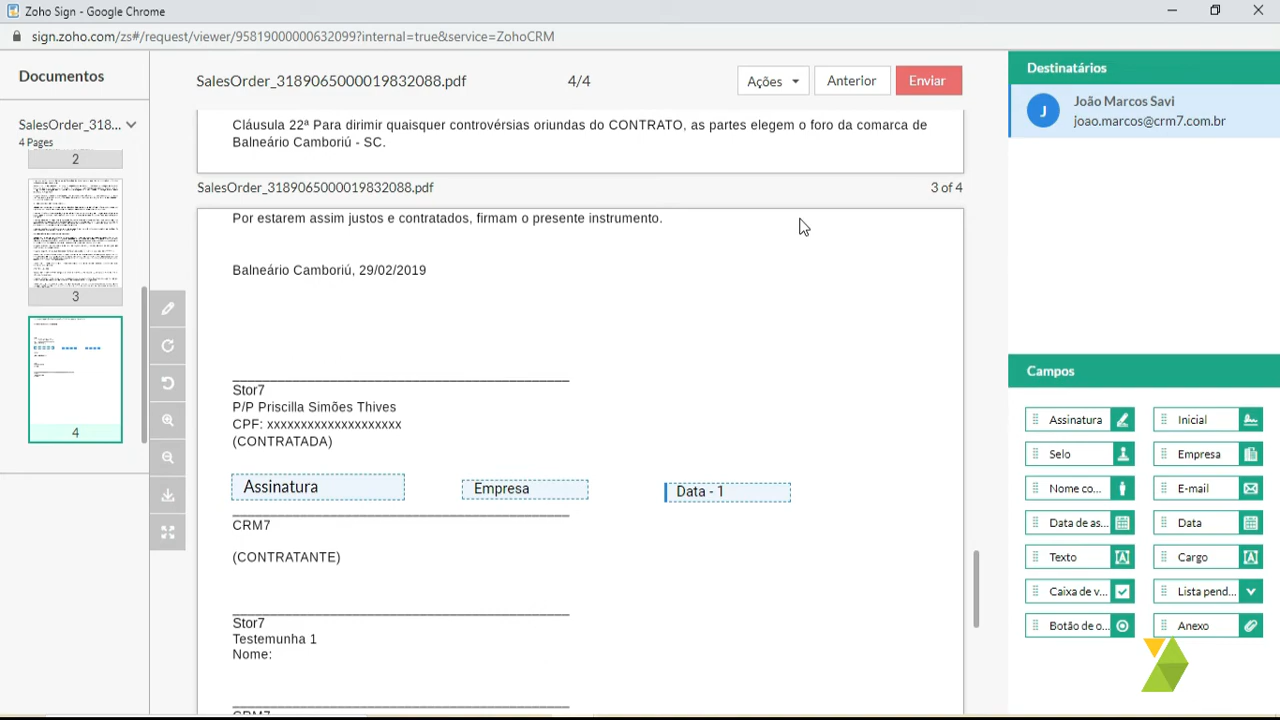 Zoho Sign - Google Chrome
sign.zoho.com/zs#/request/viewer/95819000000632099?internal=true&service=ZohoCRM
Documentos
SalesOrder_318...
4 Pages
2
3
4
SalesOrder_3189065000019832088.pdf
4/4
Ações
Anterior
Enviar
Cláusula 22ª Para dirimir quaisquer controvérsias oriundas do CONTRATO, as partes elegem o foro da comarca de
Balneário Camboriú - SC.
SalesOrder_3189065000019832088.pdf
3 of 4
Por estarem assim justos e contratados, firmam o presente instrumento.
Balneário Camboriú, 29/02/2019
Stor7
P/P Priscilla Simões Thives
CPF: xxxxxxxxxxxxxxxxxxxx
(CONTRATADA)
Assinatura
Empresa
Data - 1
CRM7
(CONTRATANTE)
Stor7
Testemunha 1
Nome:
CRM7
Destinatários
J
João Marcos Savi
joao.marcos@crm7.com.br
Campos
Assinatura
Inicial
Selo
Empresa
Nome co...
E-mail
Data de as...
Data
Texto
Cargo
Caixa de v...
Lista pend...
Botão de o...
Anexo